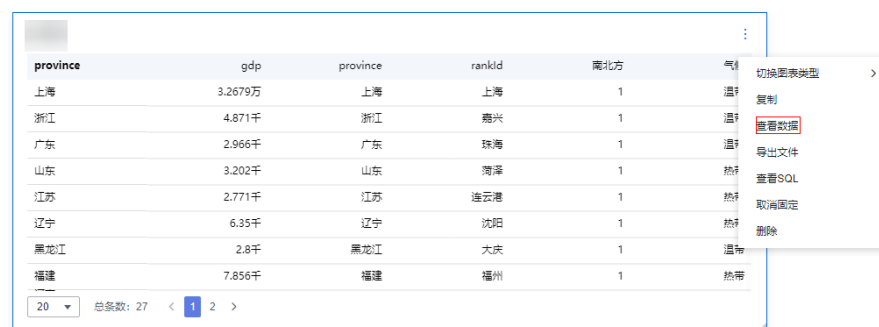 province gdp province rankId 南北方 气
上海 3.2679万 上海 上海 1 温
浙江 4.871千 浙江 嘉兴 1 温
广东 2.966千 广东 珠海 1 温
山东 3.202千 山东 菏泽 1 热
江苏 2.771千 江苏 连云港 1 热
辽宁 6.35千 辽宁 沈阳 1 热
黑龙江 2.8千 黑龙江 大庆 1 温带
福建 7.856千 福建 福州 1 热带
20 总条数: 27 < 1 2 >
切换图表类型 >
复制
查看数据
导出文件
查看SQL
取消固定
删除